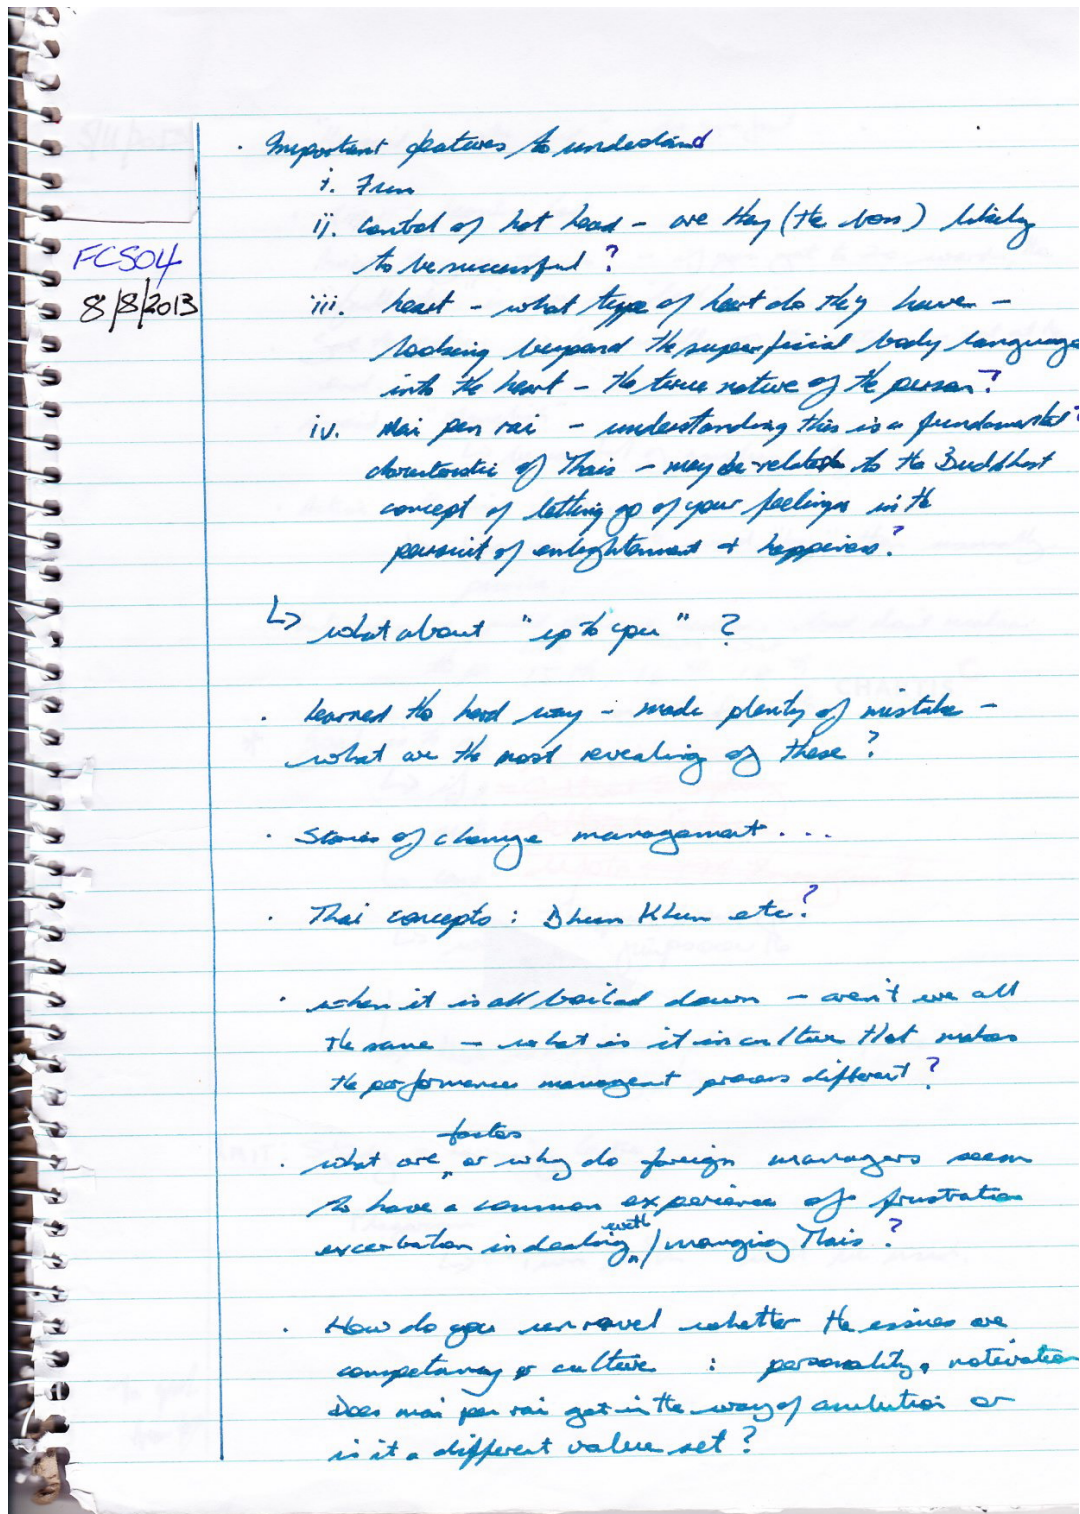 · Important features to understand
i. Fun
ii. control of hot head – are they (the boss) likely
to be successful ?
FCS04
8/8/2013
iii. heart – what type of heart do they have –
looking beyond the superficial body language
into the heart – the true nature of the person ?
iv. Mai pen rai – understanding this is a fundamental
characteristic of Thais – may be related to the Buddhist
concept of letting go of your feelings in the
pursuit of enlightenment + happiness ?
↳ what about "up to you" ?
· learned the hard way – made plenty of mistake –
what are the most revealing of these ?
· Stories of change management ...
· Thai concepts : Bhun Khun etc ?
· when it is all boiled down – aren't we all
the same – what is it in culture that makes
the performances managent process different ?
factors
· what are or why do foreign managers seem
to have a common experience of frustration
in dealing with / managing Thais ?
· How do you unravel whether the issues are
competency or culture : personality, motivation
Does mai pen rai get in the way of ambition or
is it a different value set ?